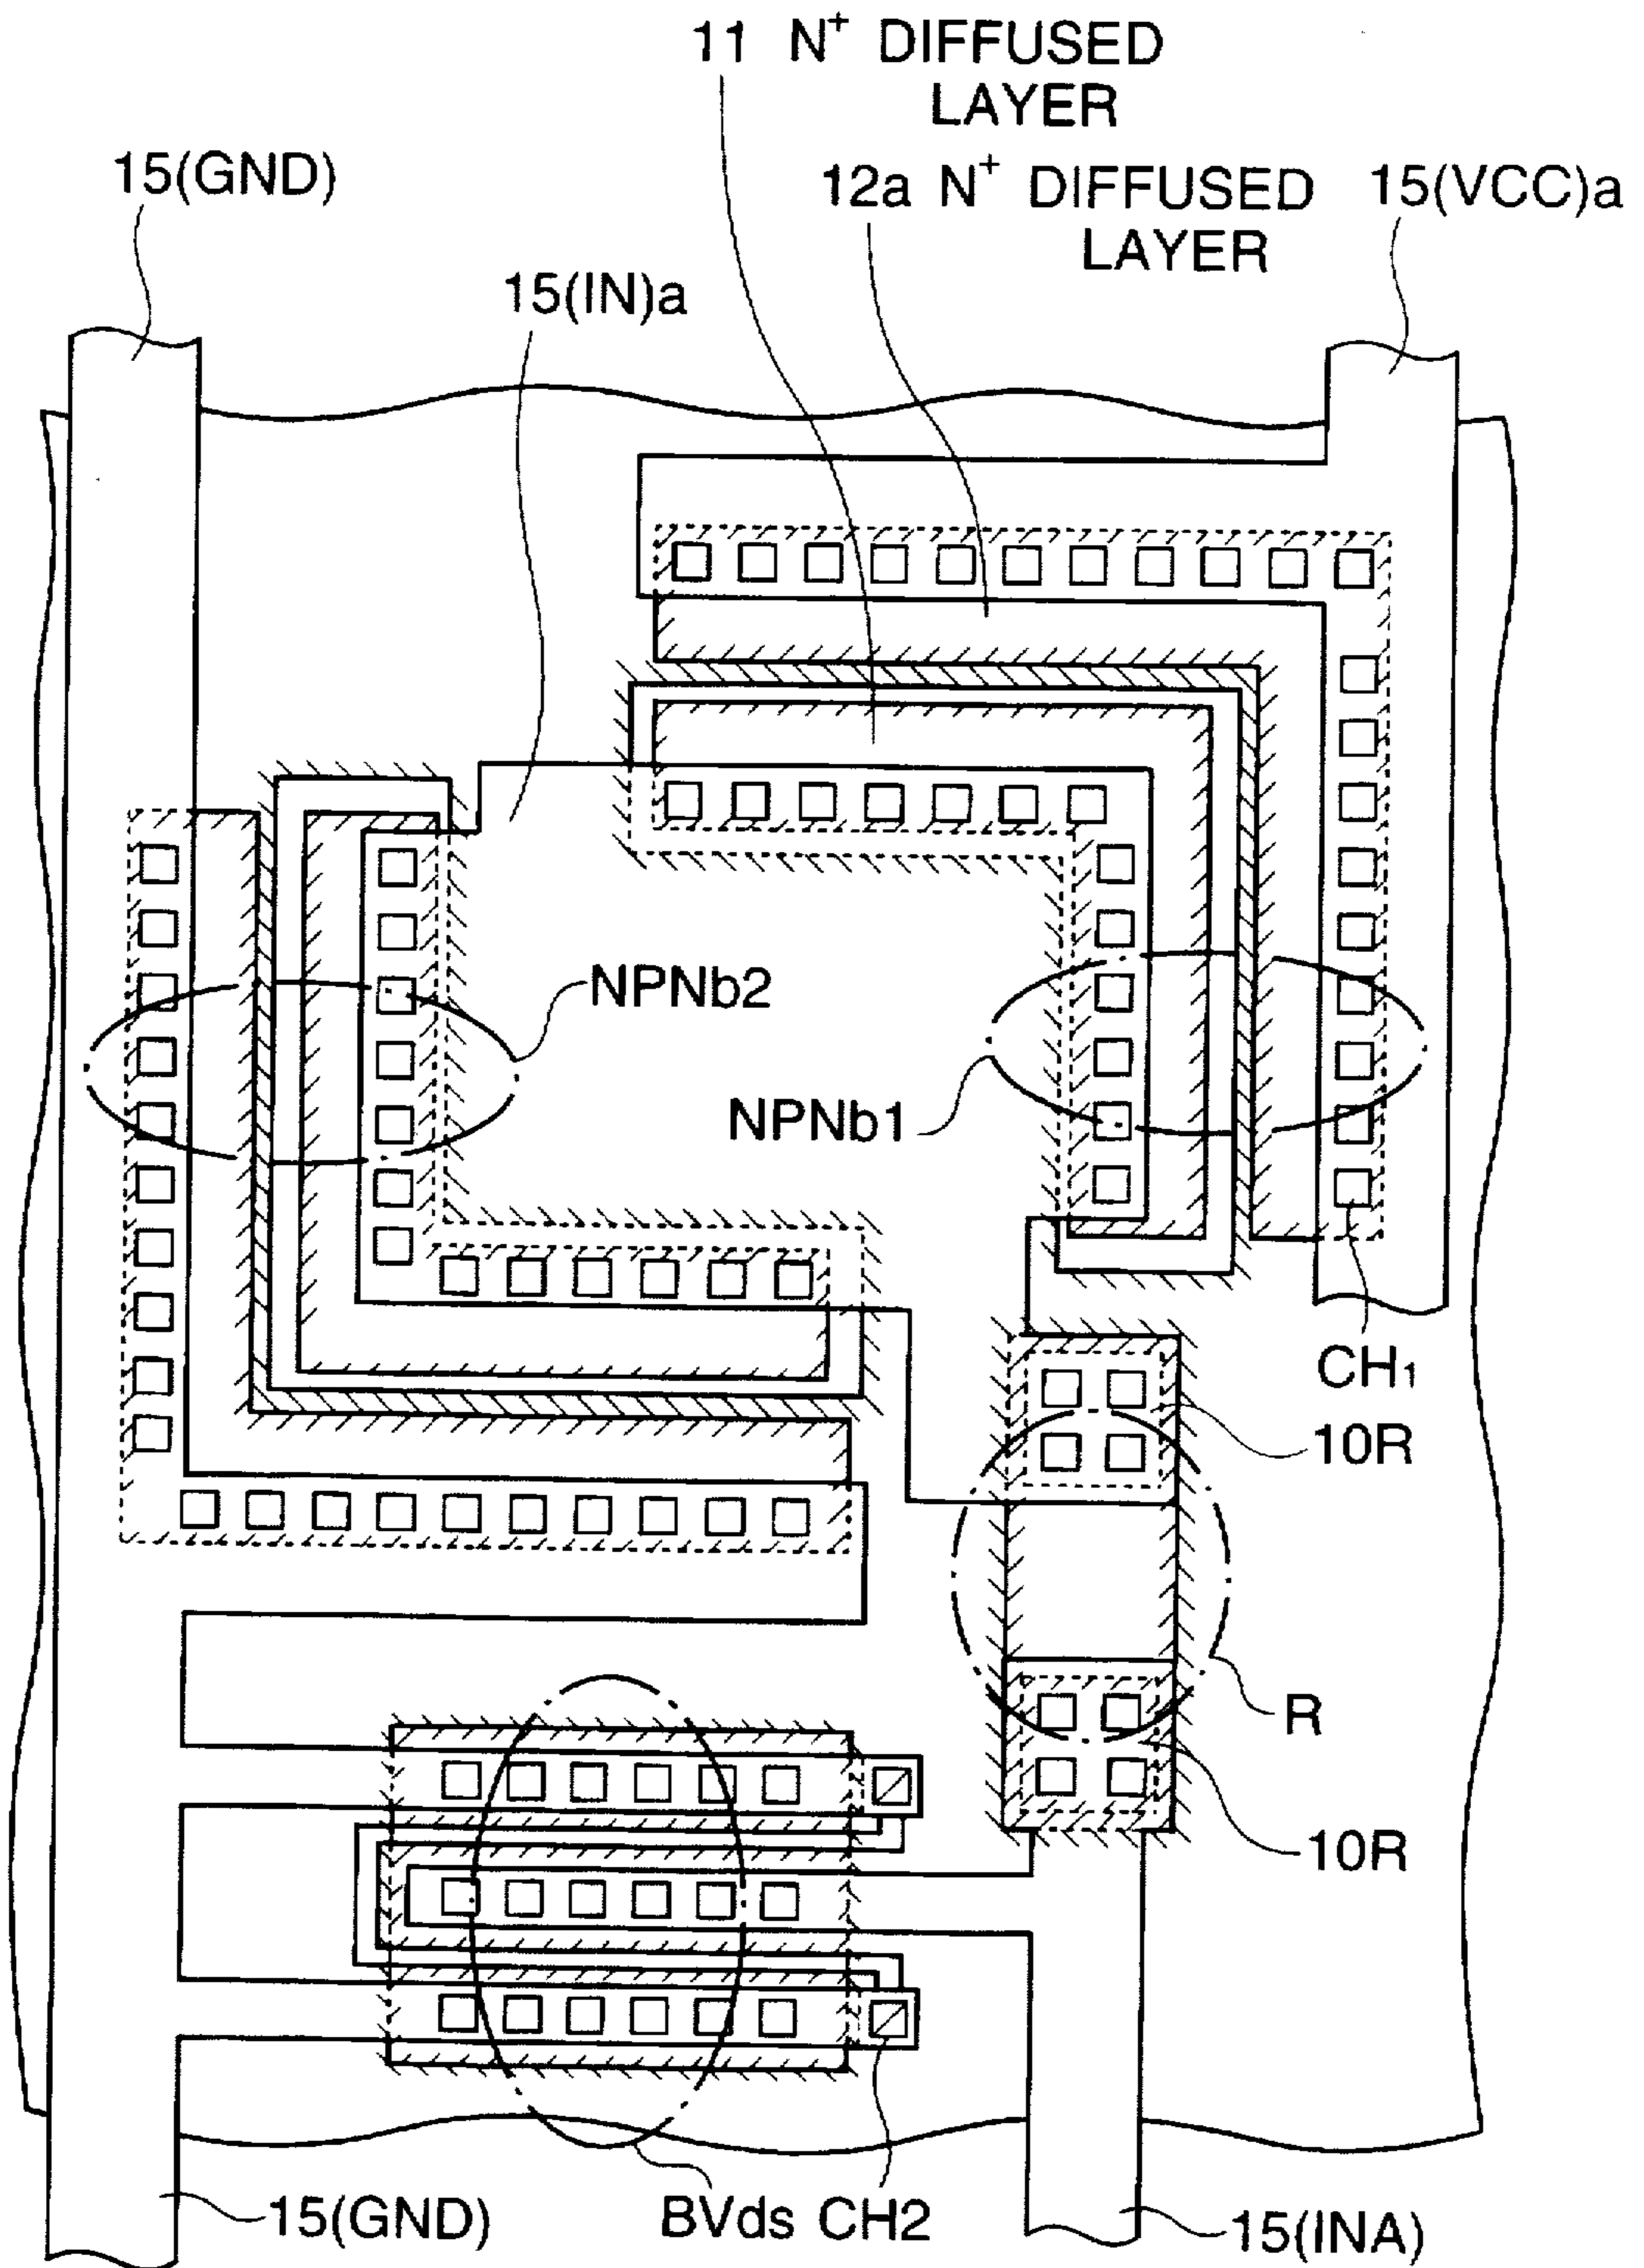 11 N+ DIFFUSED
LAYER
15(GND)
12a N+ DIFFUSED
LAYER
15(VCC)a
15(IN)a
NPNb2
NPNb1
CH1
10R
R
10R
15(GND)
BVds
CH2
15(INA)